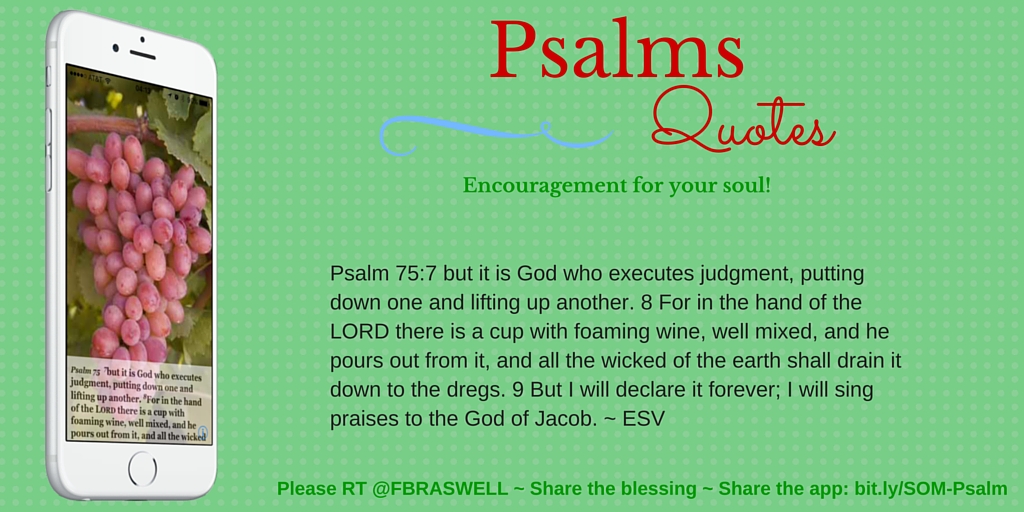 Psalms
Quotes
Encouragement for your soul!
Psalm 75:7 but it is God who executes judgment, putting
down one and lifting up another. 8 For in the hand of the
LORD there is a cup with foaming wine, well mixed, and he
pours out from it, and all the wicked of the earth shall drain it
down to the dregs. 9 But I will declare it forever; I will sing
praises to the God of Jacob. ~ ESV
Please RT @FBRASWELL ~ Share the blessing ~ Share the app: bit.ly/SOM-Psalm
AT&T
Psalm 75 7but it is God who executes
judgment, putting down one and
lifting up another. 8For in the hand
of the LORD there is a cup with
foaming wine, well mixed, and he
pours out from it, and all the wicked